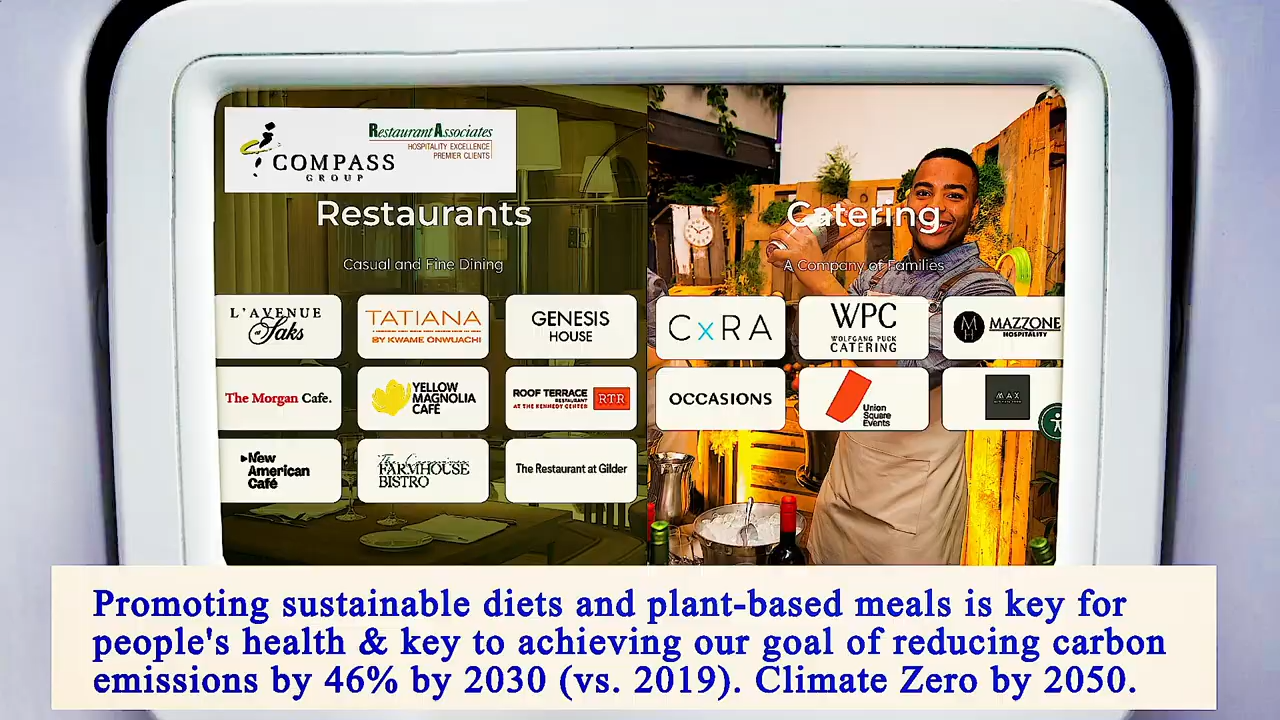 COMPASS
GROUP
Restaurant Associates
HOSPITALITY EXCELLENCE
PREMIER CLIENTS
Restaurants
Casual and Fine Dining
L'AVENUE
Saks
TATIANA
BY KWAME ONWUACHI
GENESIS
HOUSE
The Morgan Cafe.
YELLOW
MAGNOLIA
CAFÉ
ROOF TERRACE
RESTAURANT
AT THE KENNEDY CENTER
RTR
New
American
Café
FARMHOUSE
BISTRO
The Restaurant at Gilder
Catering
A Company of Families
CxRA
WPC
WOLFGANG PUCK
CATERING
MH
MAZZONE
HOSPITALITY
OCCASIONS
Union
Square
Events
MAX
Promoting sustainable diets and plant-based meals is key for
people's health & key to achieving our goal of reducing carbon
emissions by 46% by 2030 (vs. 2019). Climate Zero by 2050.